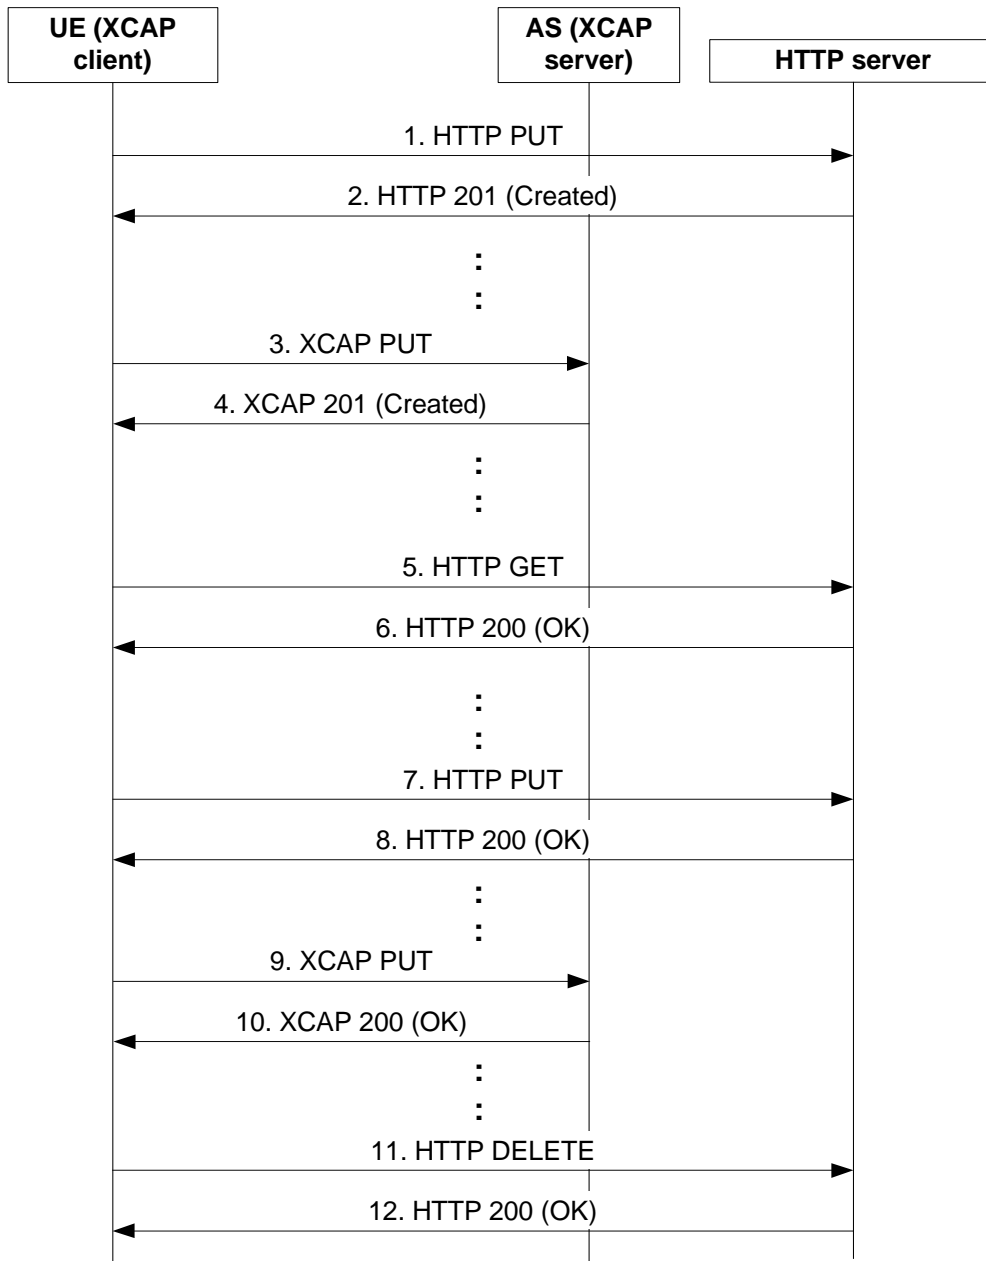 UE (XCAP
client)
AS (XCAP
server)
HTTP server
1. HTTP PUT
2. HTTP 201 (Created)
:
:
3. XCAP PUT
4. XCAP 201 (Created)
:
:
5. HTTP GET
6. HTTP 200 (OK)
:
:
7. HTTP PUT
8. HTTP 200 (OK)
:
:
9. XCAP PUT
10. XCAP 200 (OK)
:
:
11. HTTP DELETE
12. HTTP 200 (OK)